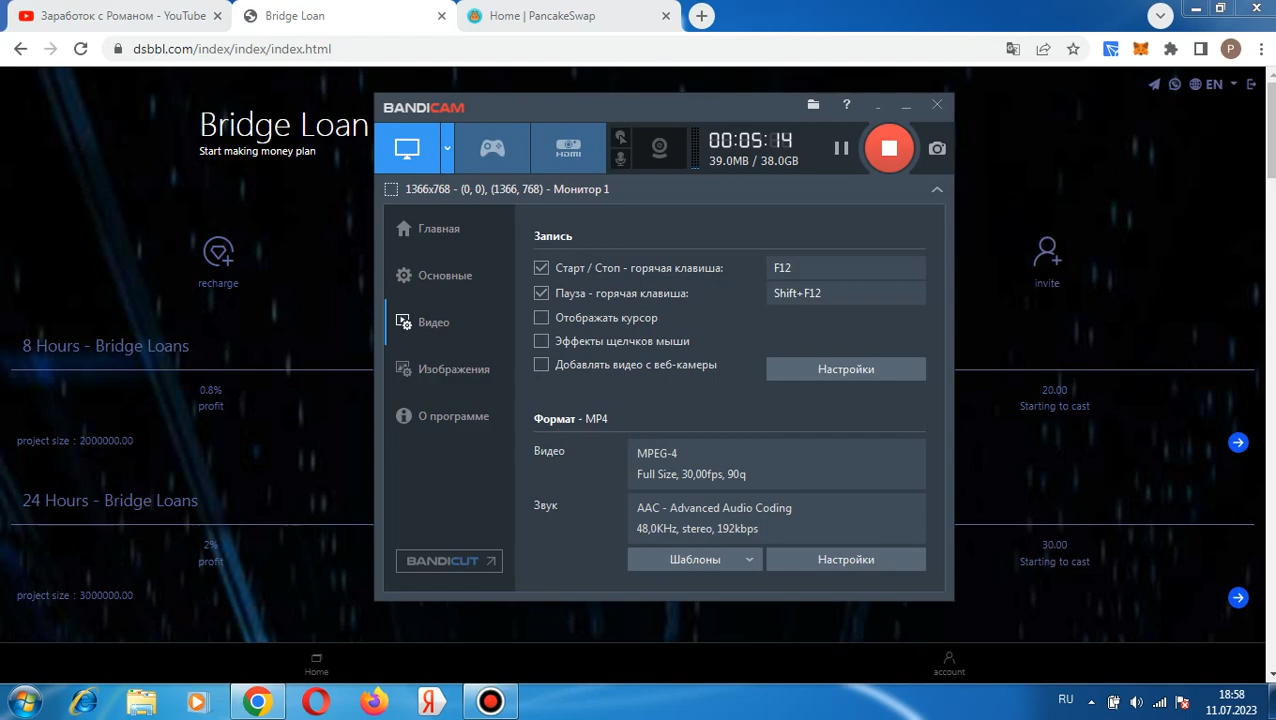 Заработок с Романом - YouTube
Bridge Loan
Home | PancakeSwap
dsbbl.com/index/index/index.html
P
EN
Bridge Loan
Start making money plan
BANDICAM
HDMI
00:05:14
39.0MB / 38.0GB
1366x768 - (0, 0), (1366, 768) - Монитор 1
Главная
Основные
Видео
Изображения
О программе
BANDICUT
Запись
Старт / Стоп - горячая клавиша:
F12
Пауза - горячая клавиша:
Shift+F12
Отображать курсор
Эффекты щелчков мыши
Добавлять видео с веб-камеры
Настройки
Формат - MP4
Видео
MPEG-4
Full Size, 30,00fps, 90q
Звук
AAC - Advanced Audio Coding
48,0KHz, stereo, 192kbps
Шаблоны
Настройки
recharge
invite
8 Hours - Bridge Loans
0.8%
profit
20.00
Starting to cast
project size : 2000000.00
24 Hours - Bridge Loans
2%
profit
30.00
Starting to cast
project size : 3000000.00
Home
account
RU
18:58
11.07.2023